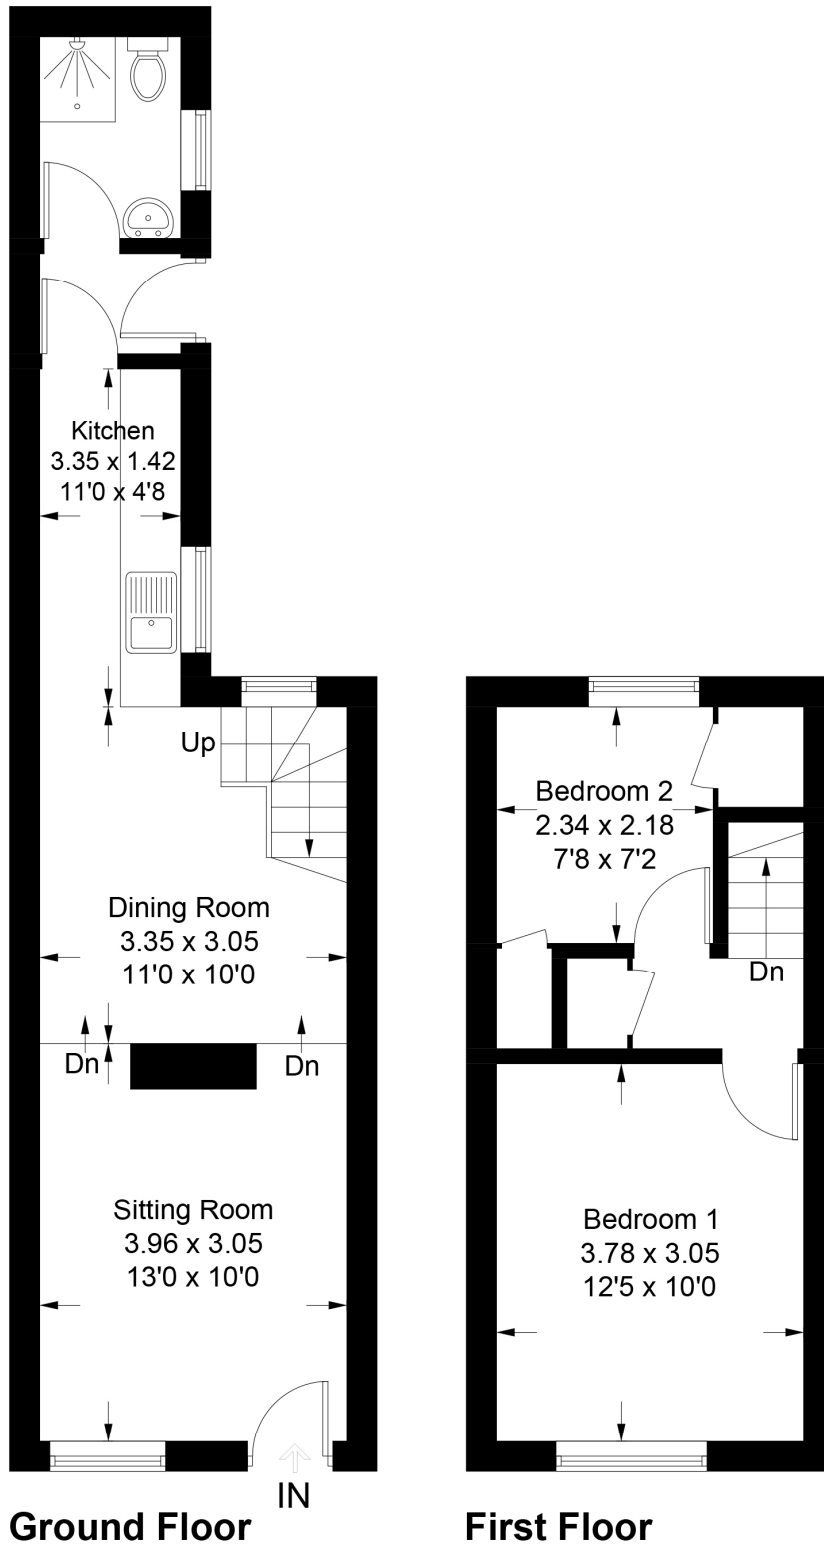 Kitchen
3.35 x 1.42
11'0 x 4'8
Up
Dining Room
3.35 x 3.05
11'0 x 10'0
Dn
Dn
Sitting Room
3.96 x 3.05
13'0 x 10'0
IN
Ground Floor
Bedroom 2
2.34 x 2.18
7'8 x 7'2
Dn
Bedroom 1
3.78 x 3.05
12'5 x 10'0
First Floor